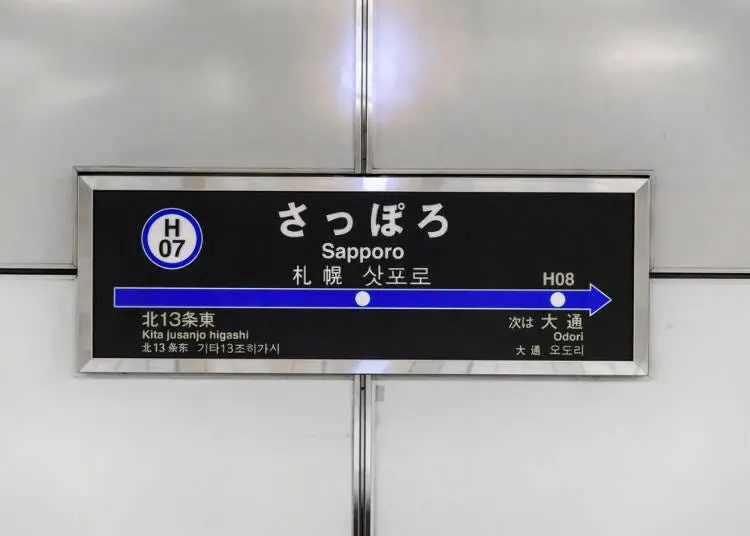 H
07
さっぽろ
Sapporo
札幌 삿포로
H08
北13条東
Kita jusanjo higashi
北13条东 기타13조히가시
次は 大通
Odori
大通 오도리